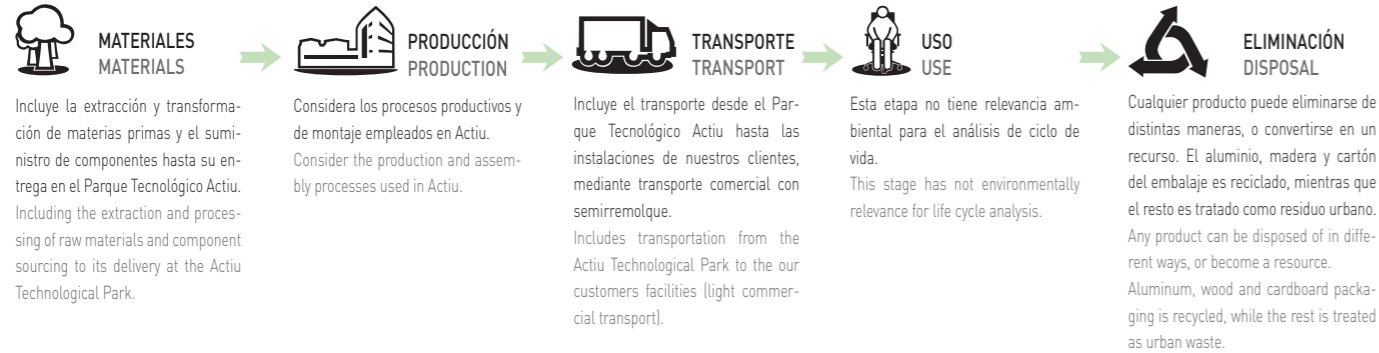 MATERIALES
MATERIALS
Incluye la extracción y transforma-
ción de materias primas y el sumi-
nistro de componentes hasta su en-
trega en el Parque Tecnológico Actiu.
Including the extraction and proces-
sing of raw materials and component
sourcing to its delivery at the Actiu
Technological Park.
PRODUCCIÓN
PRODUCTION
Considera los procesos productivos y
de montaje empleados en Actiu.
Consider the production and assem-
bly processes used in Actiu.
TRANSPORTE
TRANSPORT
Incluye el transporte desde el Par-
que Tecnológico Actiu hasta las
instalaciones de nuestros clientes,
mediante transporte comercial con
semirremolque.
Includes transportation from the
Actiu Technological Park to the our
customers facilities (light commer-
cial transport).
USO
USE
Esta etapa no tiene relevancia am-
biental para el análisis de ciclo de
vida.
This stage has not environmentally
relevance for life cycle analysis.
ELIMINACIÓN
DISPOSAL
Cualquier producto puede eliminarse de
distintas maneras, o convertirse en un
recurso. El aluminio, madera y cartón
del embalaje es reciclado, mientras que
el resto es tratado como residuo urbano.
Any product can be disposed of in diffe-
rent ways, or become a resource.
Aluminum, wood and cardboard packa-
ging is recycled, while the rest is treated
as urban waste.